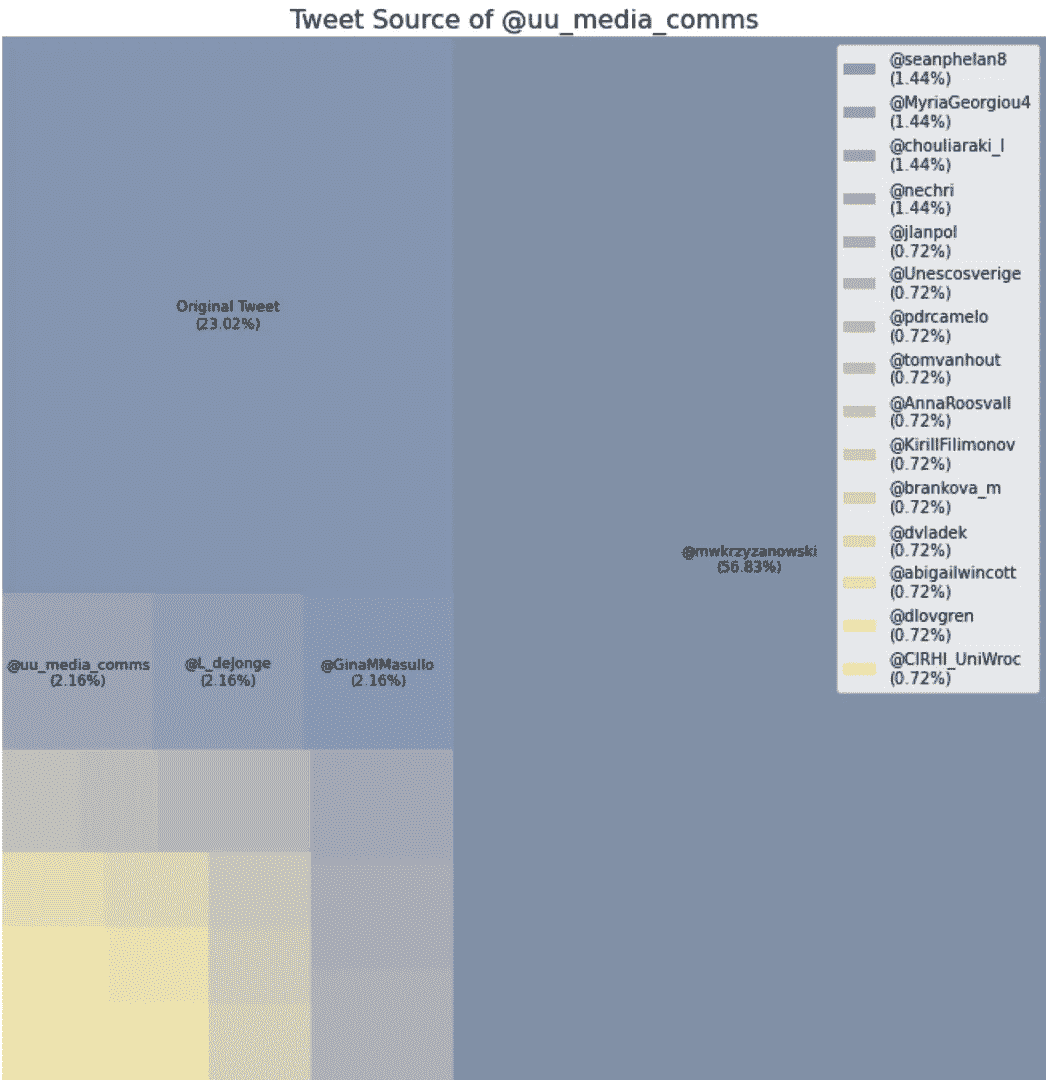 Tweet Source of @uu_media_comms
Original Tweet
(23.02%)
@mwkrzyzanowski
(56.83%)
@uu_media_comms
(2.16%)
@L_deJonge
(2.16%)
@GinaMMasullo
(2.16%)
@seanphelan8
(1.44%)
@MyriaGeorgiou4
(1.44%)
@chouliaraki_l
(1.44%)
@nechri
(1.44%)
@jlanpol
(0.72%)
@Unescosverige
(0.72%)
@pdrcamelo
(0.72%)
@tomvanhout
(0.72%)
@AnnaRoosvall
(0.72%)
@KirillFilimonov
(0.72%)
@brankova_m
(0.72%)
@dvladek
(0.72%)
@abigailwincott
(0.72%)
@dlovgren
(0.72%)
@CIRHI_UniWroc
(0.72%)